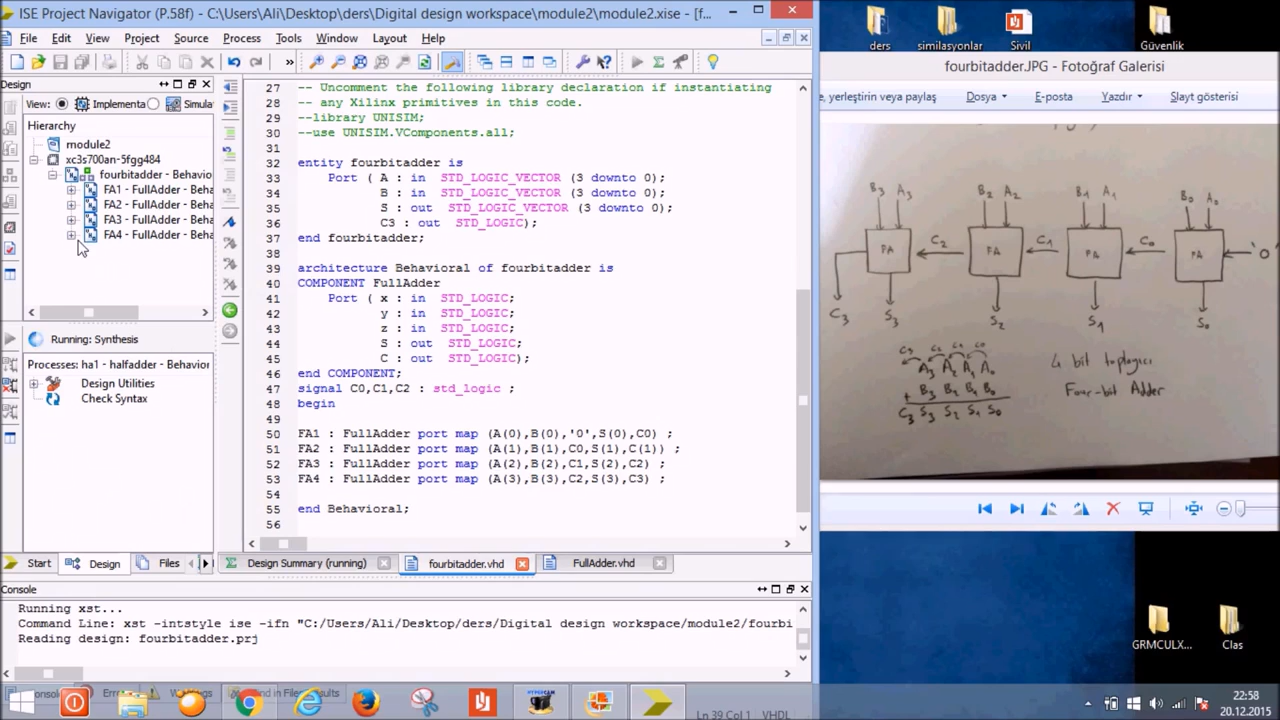 ISE Project Navigator (P.58f) - C:\Users\Ali\Desktop\ders\Digital design workspace\module2\module2.xise - [f...
File Edit View Project Source Process Tools Window Layout Help
Design
View: Implementa Simula
Hierarchy
module2
xc3s700an-5fgg484
fourbitadder - Behavio
FA1 - FullAdder - Beha
FA2 - FullAdder - Beha
FA3 - FullAdder - Beha
FA4 - FullAdder - Beha
Running: Synthesis
Processes: ha1 - halfadder - Behavior
Design Utilities
Check Syntax
27 -- Uncomment the following library declaration if instantiating
28 -- any Xilinx primitives in this code.
29 --library UNISIM;
30 --use UNISIM.VComponents.all;
31
32 entity fourbitadder is
33 Port ( A : in STD_LOGIC_VECTOR (3 downto 0);
34 B : in STD_LOGIC_VECTOR (3 downto 0);
35 S : out STD_LOGIC_VECTOR (3 downto 0);
36 C3 : out STD_LOGIC);
37 end fourbitadder;
38
39 architecture Behavioral of fourbitadder is
40 COMPONENT FullAdder
41 Port ( x : in STD_LOGIC;
42 y : in STD_LOGIC;
43 z : in STD_LOGIC;
44 S : out STD_LOGIC;
45 C : out STD_LOGIC);
46 end COMPONENT;
47 signal C0,C1,C2 : std_logic ;
48 begin
49
50 FA1 : FullAdder port map (A(0),B(0),'0',S(0),C0) ;
51 FA2 : FullAdder port map (A(1),B(1),C0,S(1),C(1)) ;
52 FA3 : FullAdder port map (A(2),B(2),C1,S(2),C2) ;
53 FA4 : FullAdder port map (A(3),B(3),C2,S(3),C3) ;
54
55 end Behavioral;
56
Start Design Files
Design Summary (running) fourbitadder.vhd FullAdder.vhd
Console
Running xst...
Command Line: xst -intstyle ise -ifn "C:/Users/Ali/Desktop/ders/Digital design workspace/module2/fourbi
Reading design: fourbitadder.prj
Ln 39 Col 1 VHDL
ders similasyonlar Sivil Güvenlik
fourbitadder.JPG - Fotoğraf Galerisi
e, yerleştirin veya paylaş Dosya E-posta Yazdır Slayt gösterisi
B3 A3 B2 A2 B1 A1 B0 A0
FA C2 FA C1 FA C0 FA '0
C3 S3 S2 S1 S0
C3 C2 C1 C0
A3 A2 A1 A0
+ B3 B2 B1 B0
C3 S3 S2 S1 S0
4 bit toplayıcı
Four-bit Adder
GRMCULX... Clas
22:58
20.12.2015